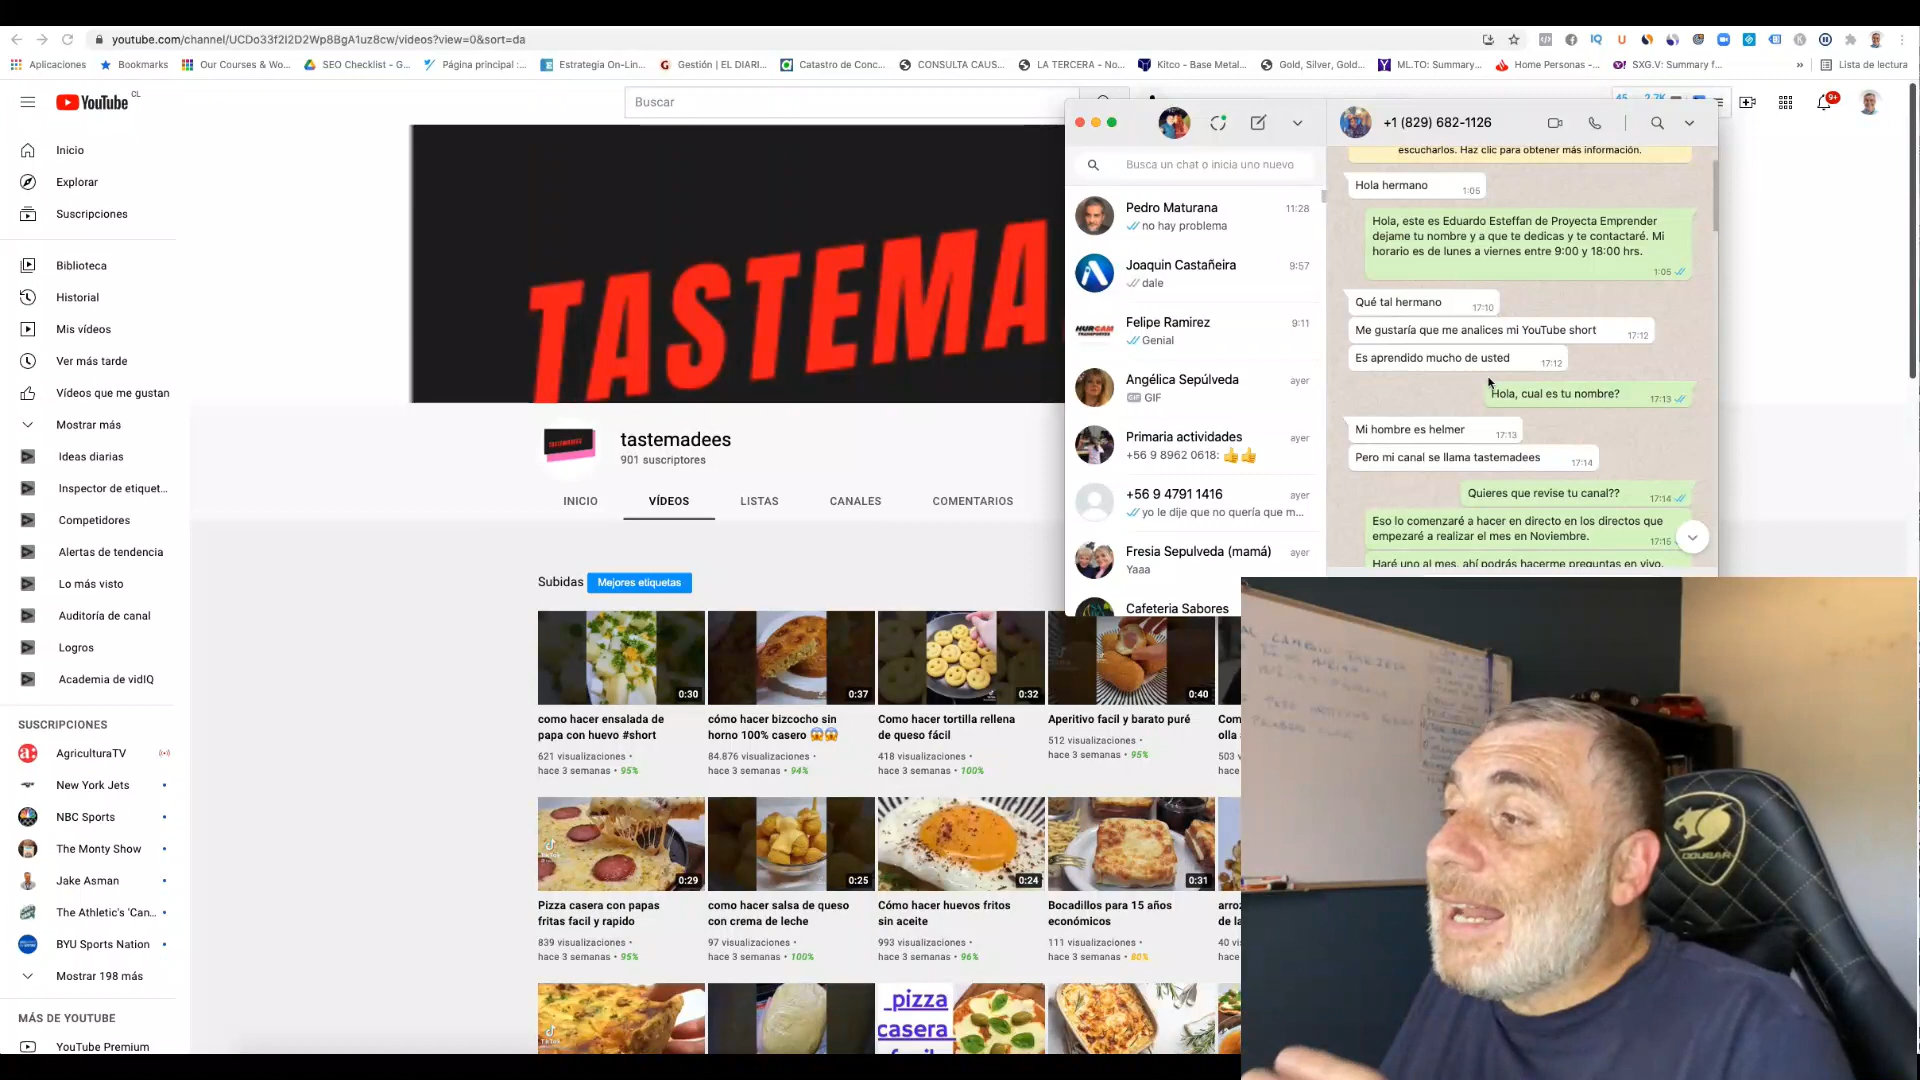 youtube.com/channel/UCDo33f2I2D2Wp8BgA1uz8cw/videos?view=0&sort=da
Aplicaciones
Bookmarks
Our Courses & Wo...
SEO Checklist - G...
Página principal :...
Estrategia On-Lin...
Gestión | EL DIARI...
Catastro de Conc...
CONSULTA CAUS...
LA TERCERA - No...
Kitco - Base Metal...
Gold, Silver, Gold...
ML.TO: Summary...
Home Personas -...
SXG.V: Summary f...
»
Lista de lectura
YouTube CL
Buscar
9+
Inicio
Explorar
Suscripciones
Biblioteca
Historial
Mis vídeos
Ver más tarde
Vídeos que me gustan
Mostrar más
Ideas diarias
Inspector de etiquet...
Competidores
Alertas de tendencia
Lo más visto
Auditoría de canal
Logros
Academia de vidIQ
SUSCRIPCIONES
AgriculturaTV
New York Jets
NBC Sports
The Monty Show
Jake Asman
The Athletic's 'Can...
BYU Sports Nation
Mostrar 198 más
MÁS DE YOUTUBE
YouTube Premium
TASTEMA
tastemadees
901 suscriptores
INICIO
VÍDEOS
LISTAS
CANALES
COMENTARIOS
Subidas
Mejores etiquetas
0:30
0:37
0:32
0:40
como hacer ensalada de
papa con huevo #short
621 visualizaciones •
hace 3 semanas • 95%
cómo hacer bizcocho sin
horno 100% casero 😱😱
84.876 visualizaciones •
hace 3 semanas • 94%
Como hacer tortilla rellena
de queso fácil
418 visualizaciones •
hace 3 semanas • 100%
Aperitivo facil y barato puré
512 visualizaciones •
hace 3 semanas • 95%
Com
olla
503 vi
hace 3
0:29
0:25
0:24
0:31
Pizza casera con papas
fritas facil y rapido
839 visualizaciones •
hace 3 semanas • 95%
como hacer salsa de queso
con crema de leche
97 visualizaciones •
hace 3 semanas • 100%
Cómo hacer huevos fritos
sin aceite
993 visualizaciones •
hace 3 semanas • 96%
Bocadillos para 15 años
económicos
111 visualizaciones •
hace 3 semanas • 80%
arroz
de la
40 vi
hace 3
pizza
casera
Busca un chat o inicia uno nuevo
Pedro Maturana 11:28
no hay problema
Joaquin Castañeira 9:57
dale
Felipe Ramirez 9:11
Genial
Angélica Sepúlveda ayer
GIF
Primaria actividades ayer
+56 9 8962 0618: 👍👍
+56 9 4791 1416 ayer
yo le dije que no quería que m...
Fresia Sepulveda (mamá) ayer
Yaaa
Cafeteria Sabores
+1 (829) 682-1126
escucharlos. Haz clic para obtener más información.
Hola hermano 1:05
Hola, este es Eduardo Esteffan de Proyecta Emprender
dejame tu nombre y a que te dedicas y te contactaré. Mi
horario es de lunes a viernes entre 9:00 y 18:00 hrs.
1:05
Qué tal hermano 17:10
Me gustaría que me analices mi YouTube short 17:12
Es aprendido mucho de usted 17:12
Hola, cual es tu nombre? 17:13
Mi hombre es helmer 17:13
Pero mi canal se llama tastemadees 17:14
Quieres que revise tu canal?? 17:14
Eso lo comenzaré a hacer en directo en los directos que
empezaré a realizar el mes en Noviembre. 17:15
Haré uno al mes, ahí podrás hacerme preguntas en vivo.
COUGAR